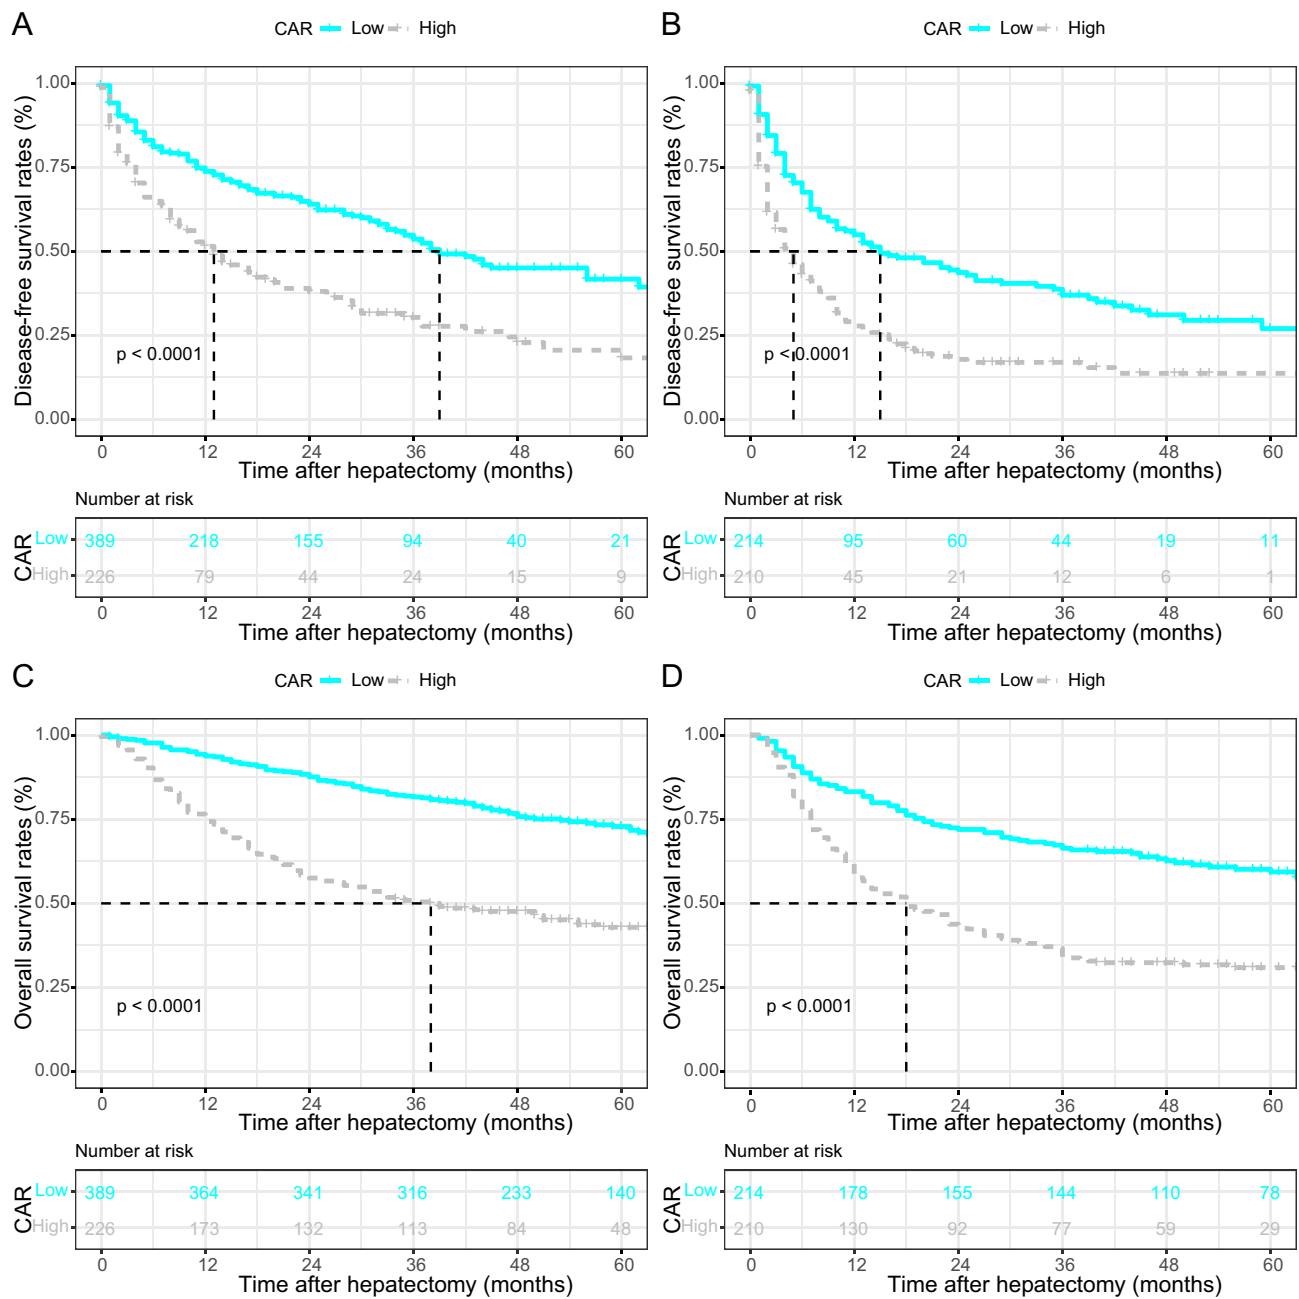 A
CAR Low High
Disease-free survival rates (%)
1.00
0.75
0.50
0.25
0.00
p < 0.0001
0 12 24 36 48 60
Time after hepatectomy (months)
Number at risk
CAR
Low 389 218 155 94 40 21
High 226 79 44 24 15 9
0 12 24 36 48 60
Time after hepatectomy (months)
B
CAR Low High
Disease-free survival rates (%)
1.00
0.75
0.50
0.25
0.00
p < 0.0001
0 12 24 36 48 60
Time after hepatectomy (months)
Number at risk
CAR
Low 214 95 60 44 19 11
High 210 45 21 12 6 1
0 12 24 36 48 60
Time after hepatectomy (months)
C
CAR Low High
Overall survival rates (%)
1.00
0.75
0.50
0.25
0.00
p < 0.0001
0 12 24 36 48 60
Time after hepatectomy (months)
Number at risk
CAR
Low 389 364 341 316 233 140
High 226 173 132 113 84 48
0 12 24 36 48 60
Time after hepatectomy (months)
D
CAR Low High
Overall survival rates (%)
1.00
0.75
0.50
0.25
0.00
p < 0.0001
0 12 24 36 48 60
Time after hepatectomy (months)
Number at risk
CAR
Low 214 178 155 144 110 78
High 210 130 92 77 59 29
0 12 24 36 48 60
Time after hepatectomy (months)